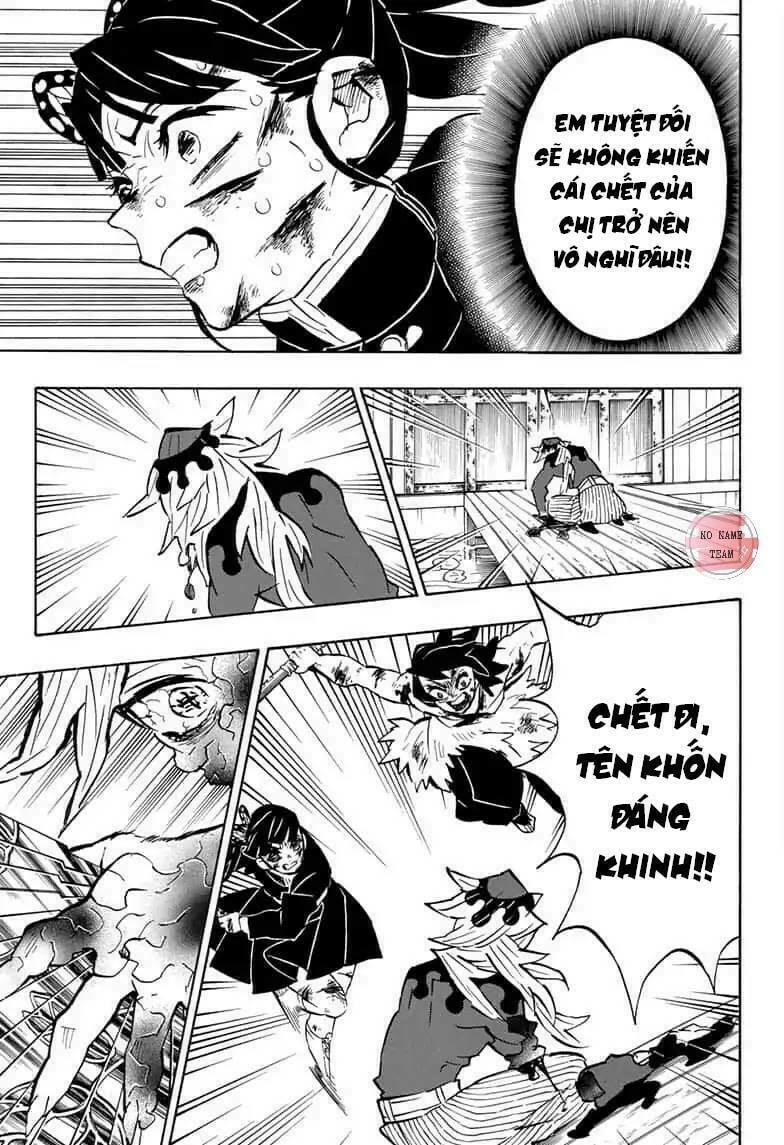 EM TUYỆT ĐỐI
SẼ KHÔNG KHIẾN
CÁI CHẾT CỦA
CHỊ TRỞ NÊN
VÔ NGHĨ ĐÂU!!
NO NAME
TEAM
CHẾT ĐI,
TÊN KHỐN
ĐÁNG
KHINH!!